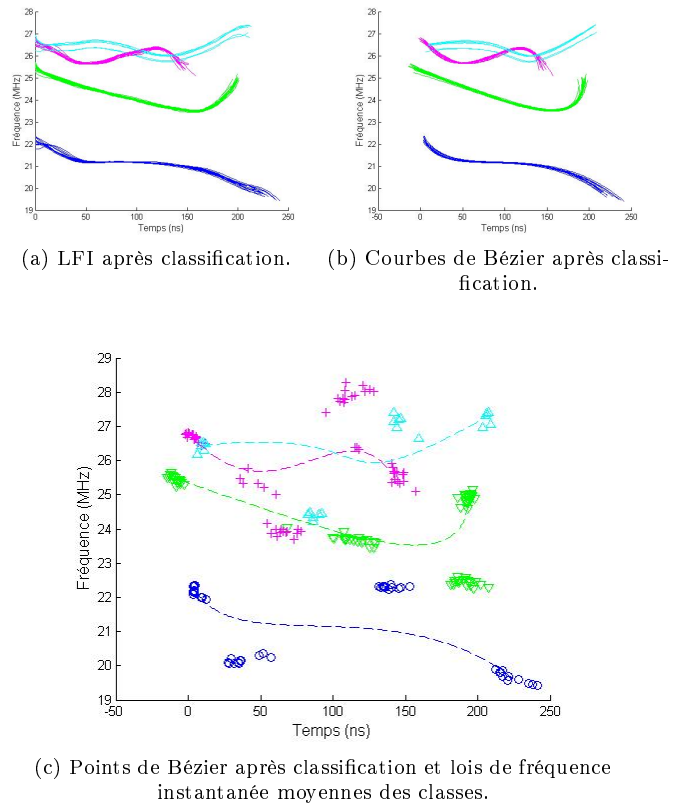 28
27
26
25
24
23
22
21
20
19
Fréquence (MHz)
0 50 100 150 200 250
Temps (ns)
28
27
26
25
24
23
22
21
20
19
Fréquence (MHz)
-50 0 50 100 150 200 250
Temps (ns)
(a) LFI après classification.
(b) Courbes de Bézier après classi-
fication.
29
28
27
26
25
24
23
22
21
20
19
Fréquence (MHz)
-50 0 50 100 150 200 250
Temps (ns)
(c) Points de Bézier après classification et lois de fréquence
instantanée moyennes des classes.